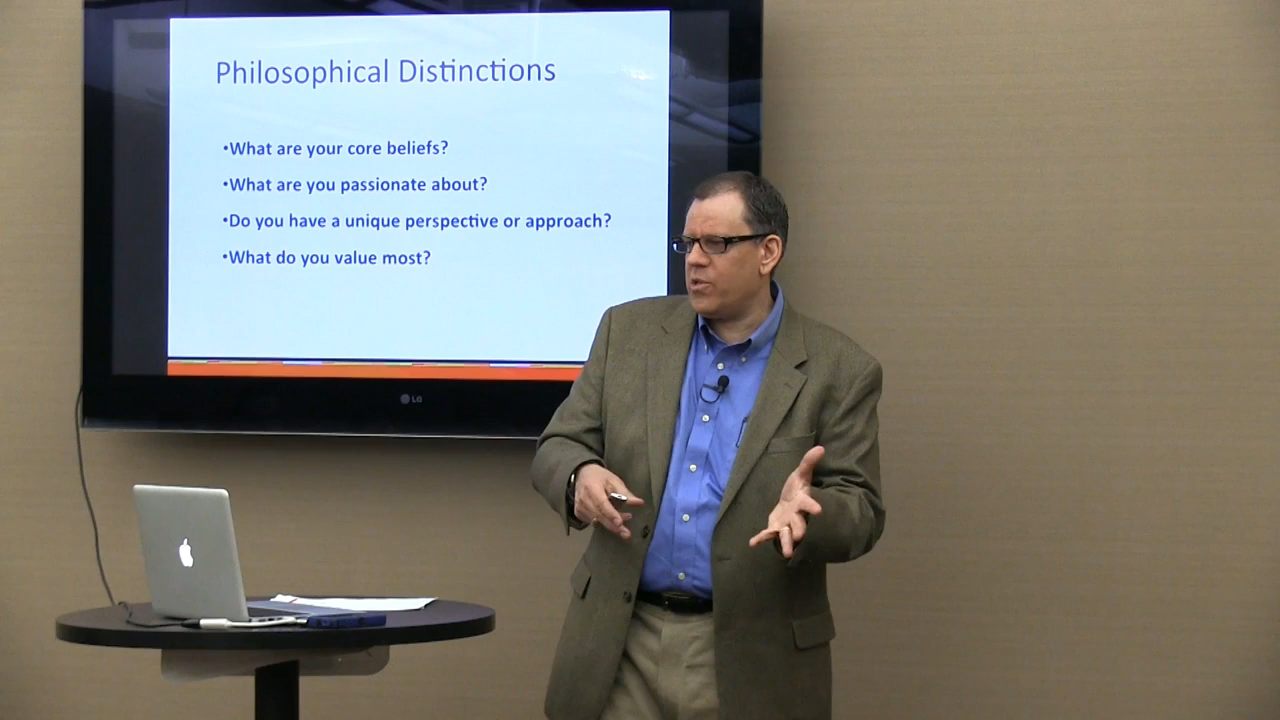 Philosophical Distinctions
•What are your core beliefs?
•What are you passionate about?
•Do you have a unique perspective or approach?
•What do you value most?
LG